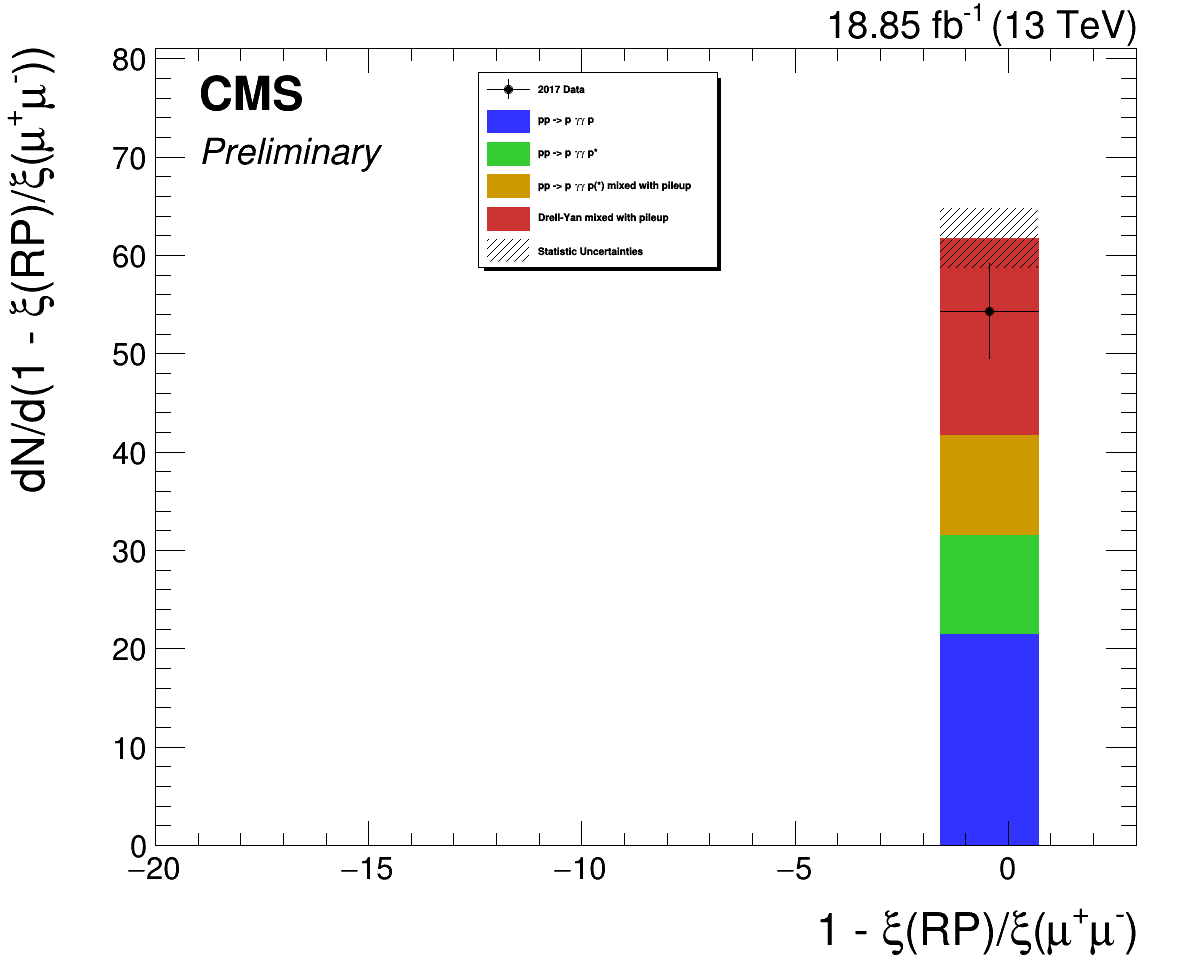 18.85 fb⁻¹ (13 TeV)
dN/d(1 - ξ(RP)/ξ(μ⁺μ⁻))
CMS
Preliminary
2017 Data
pp -> p γγ p
pp -> p γγ p*
pp -> p γγ p(*) mixed with pileup
Drell-Yan mixed with pileup
Statistic Uncertainties
80
70
60
50
40
30
20
10
0
−20 −15 −10 −5 0
1 - ξ(RP)/ξ(μ⁺μ⁻)